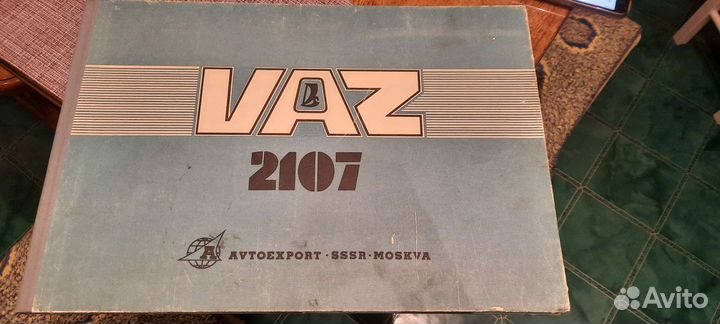 VAZ
2107
A AVTOEXPORT · SSSR · MOSKVA
Avito